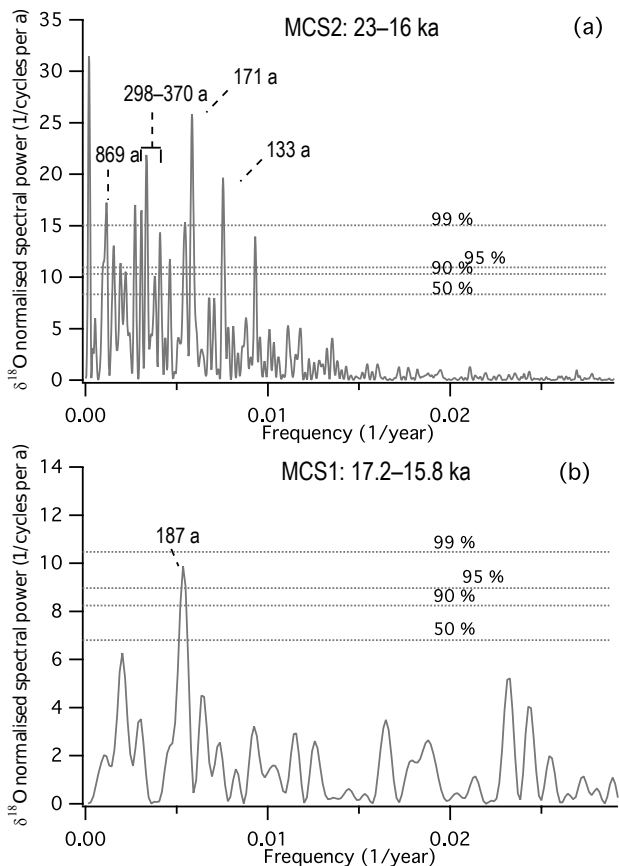 MCS2: 23–16 ka
(a)
δ18O normalised spectral power (1/cycles per a)
35
30
25
20
15
10
5
0
869 a
298–370 a
171 a
133 a
99 %
95 %
90 %
50 %
0.00
0.01
0.02
Frequency (1/year)
MCS1: 17.2–15.8 ka
(b)
δ18O normalised spectral power (1/cycles per a)
14
12
10
8
6
4
2
0
187 a
99 %
95 %
90 %
50 %
0.00
0.01
0.02
Frequency (1/year)